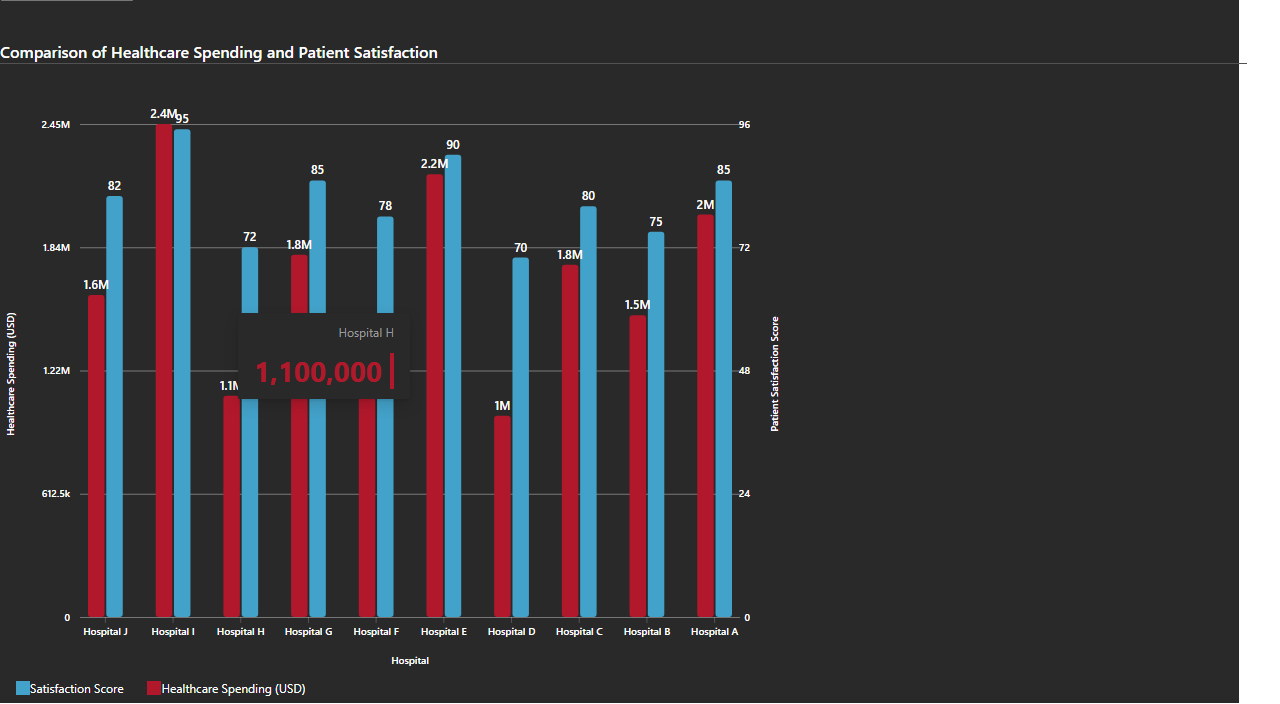 Comparison of Healthcare Spending and Patient Satisfaction
2.4M 95
2.45M 96
90
2.2M
85 85
82
80
78
2M
75
72
1.8M 70
1.84M 72
1.8M
1.6M
1.5M
Hospital H
1,100,000
1.22M 48
1.1M
1M
Healthcare Spending (USD)
Patient Satisfaction Score
612.5k 24
0 0
Hospital J Hospital I Hospital H Hospital G Hospital F Hospital E Hospital D Hospital C Hospital B Hospital A
Hospital
Satisfaction Score Healthcare Spending (USD)